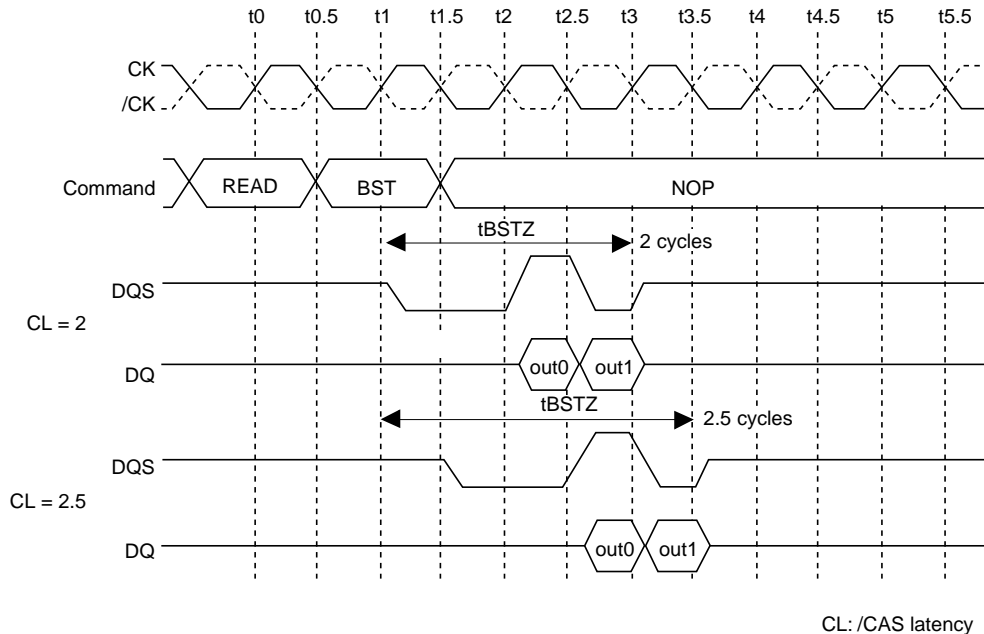 t0 t0.5 t1 t1.5 t2 t2.5 t3 t3.5 t4 t4.5 t5 t5.5
CK
/CK
Command READ BST NOP
tBSTZ 2 cycles
DQS
CL = 2
DQ out0 out1
tBSTZ 2.5 cycles
DQS
CL = 2.5
DQ out0 out1
CL: /CAS latency